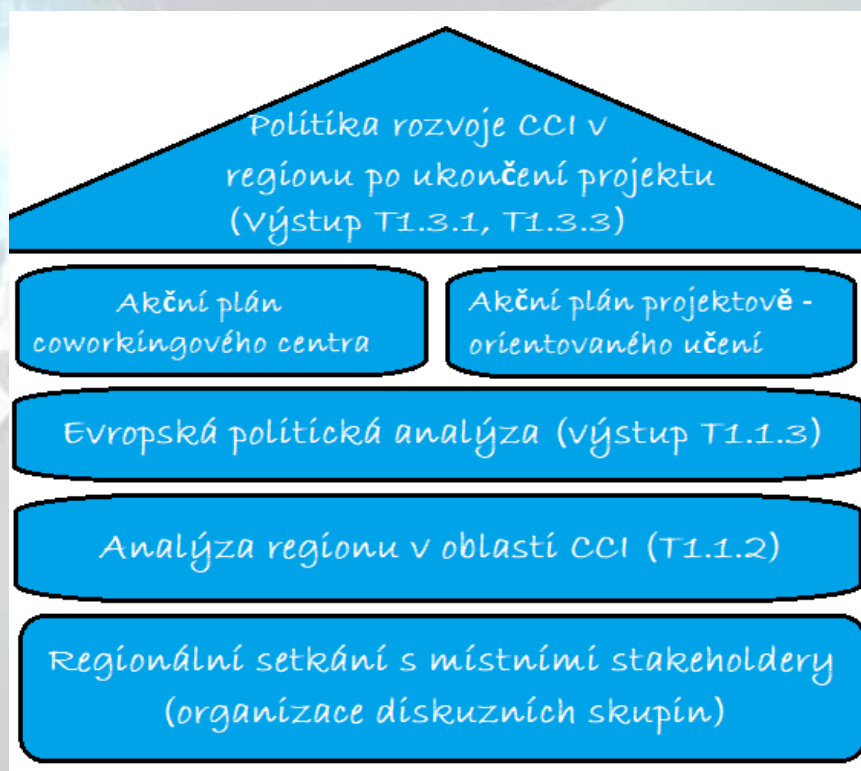 Politika rozvoje CCI v
regionu po ukončení projektu
(Výstup T1.3.1, T1.3.3)
Akční plán
coworkingového centra
Akční plán projektově -
orientovaného učení
Evropská politická analýza (výstup T1.1.3)
Analýza regionu v oblasti CCI (T1.1.2)
Regionální setkání s místními stakeholdery
(organizace diskuzních skupin)